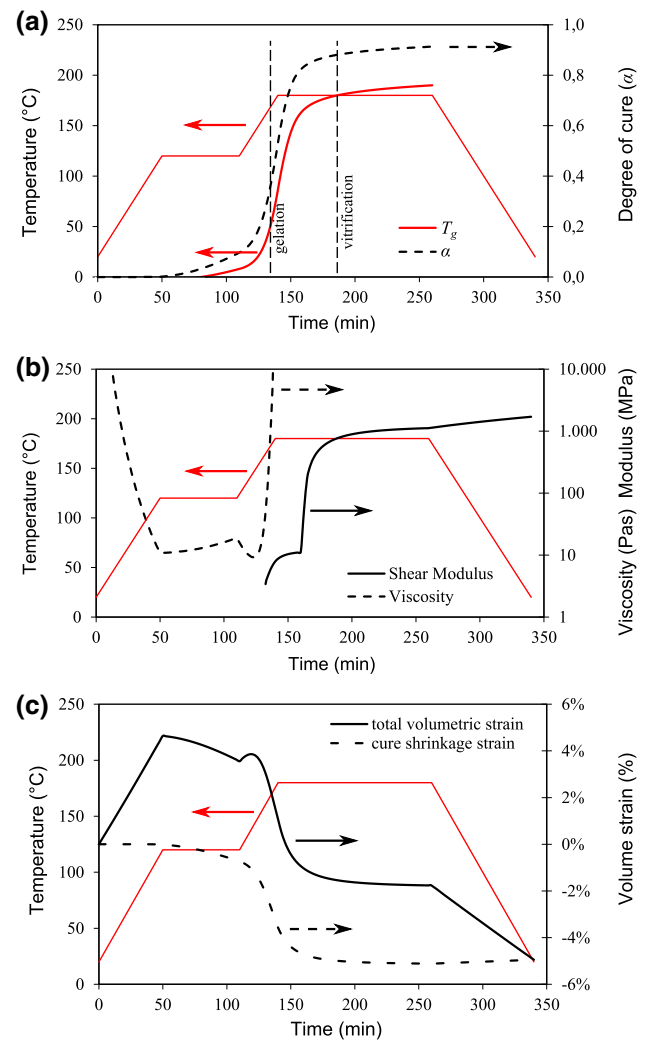 (a)
250
200
150
100
50
0
Temperature (°C)
1,0
0,8
0,6
0,4
0,2
0,0
Degree of cure (α)
gelation
vitrification
Tg
α
0 50 100 150 200 250 300 350
Time (min)
(b)
250
200
150
100
50
0
Temperature (°C)
10.000
1.000
100
10
1
Viscosity (Pas) Modulus (MPa)
Shear Modulus
Viscosity
0 50 100 150 200 250 300 350
Time (min)
(c)
250
200
150
100
50
0
Temperature (°C)
6%
4%
2%
0%
-2%
-4%
-6%
Volume strain (%)
total volumetric strain
cure shrinkage strain
0 50 100 150 200 250 300 350
Time (min)